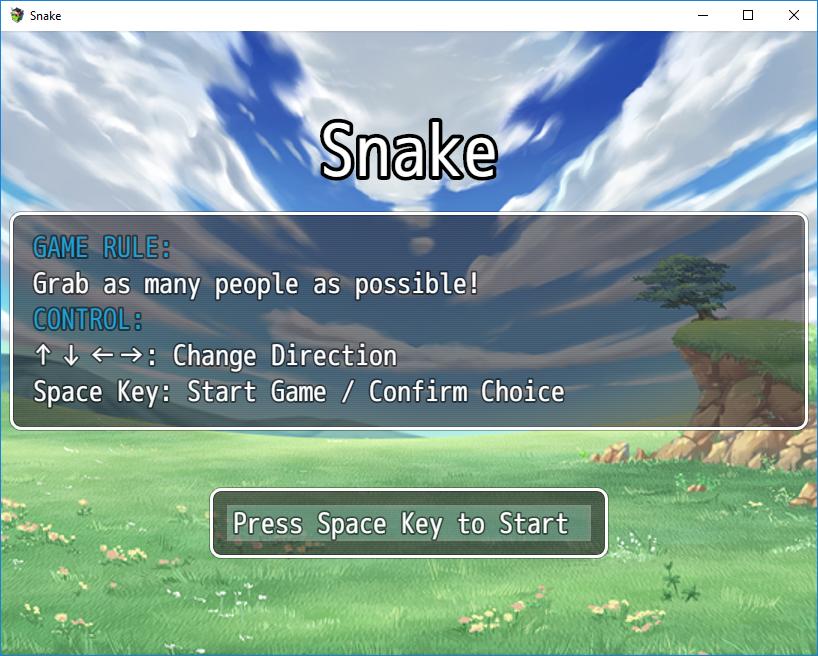 Snake
Snake
GAME RULE:
Grab as many people as possible!
CONTROL:
↑↓←→: Change Direction
Space Key: Start Game / Confirm Choice
Press Space Key to Start